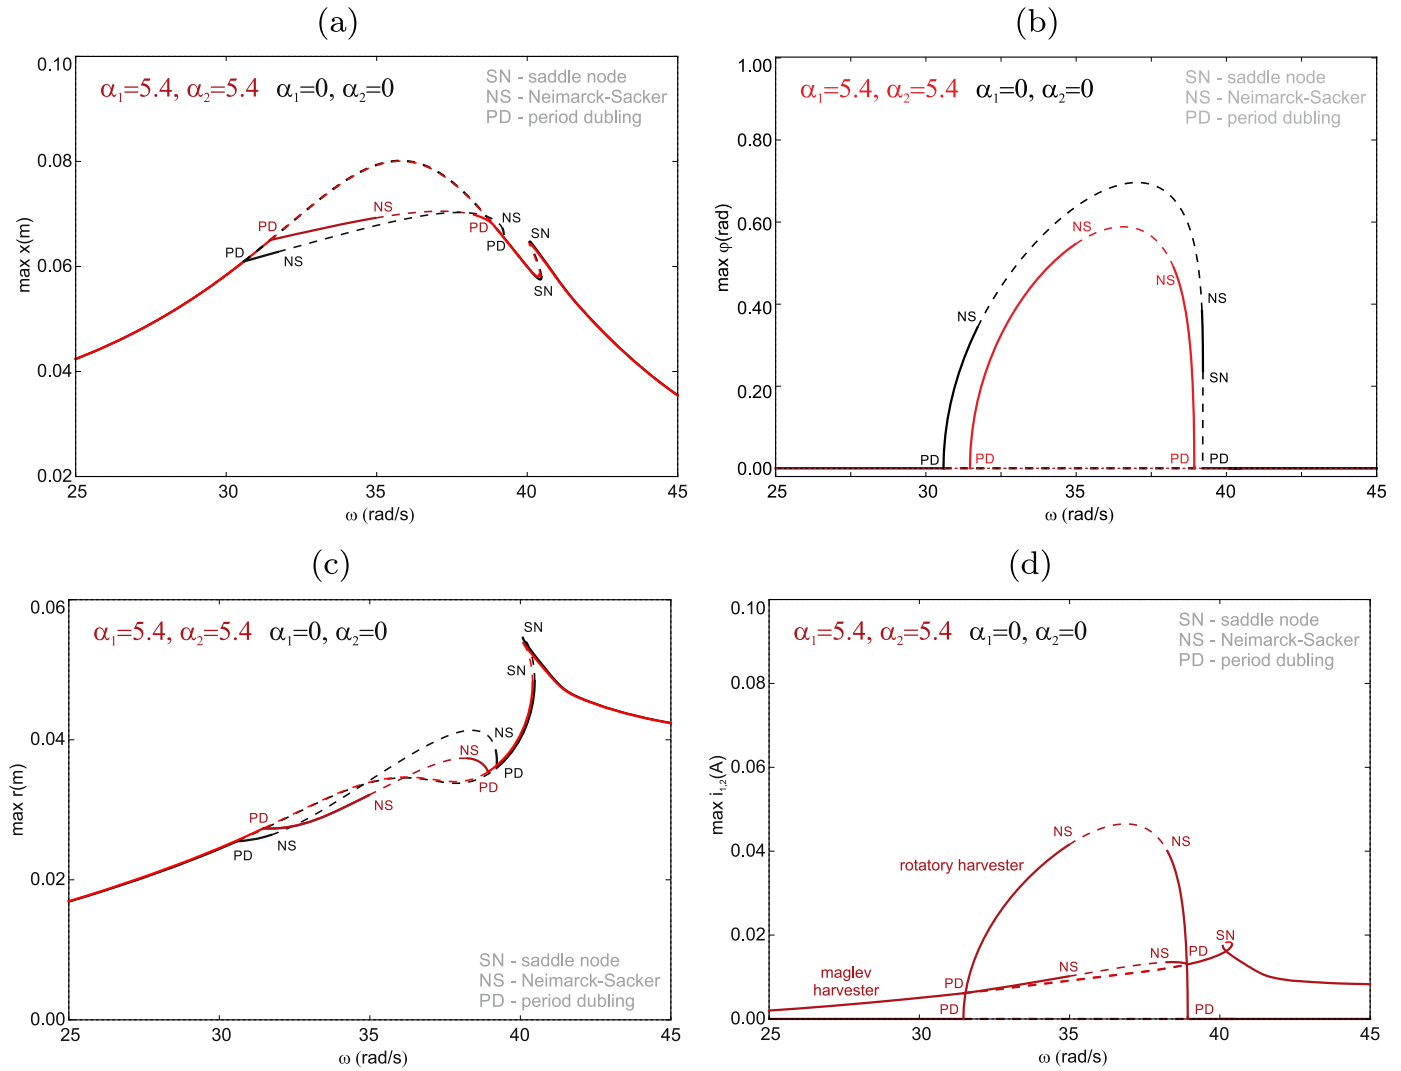 (a)
0.10
0.08
0.06
0.04
0.02
max x(m)
α1=5.4, α2=5.4 α1=0, α2=0
SN - saddle node
NS - Neimarck-Sacker
PD - period dubling
PD
PD
NS
NS
PD
NS
PD
SN
SN
25
30
35
40
45
ω (rad/s)
(b)
1.00
0.80
0.60
0.40
0.20
0.00
max φ(rad)
α1=5.4, α2=5.4 α1=0, α2=0
SN - saddle node
NS - Neimarck-Sacker
PD - period dubling
NS
NS
NS
NS
SN
PD
PD
PD
PD
25
30
35
40
45
ω (rad/s)
(c)
0.06
0.04
0.02
0.00
max r(m)
α1=5.4, α2=5.4 α1=0, α2=0
SN
SN
NS
NS
PD
PD
PD
NS
PD
NS
SN - saddle node
NS - Neimarck-Sacker
PD - period dubling
25
30
35
40
45
ω (rad/s)
(d)
0.10
0.08
0.06
0.04
0.02
0.00
max i1,2(A)
α1=5.4, α2=5.4 α1=0, α2=0
SN - saddle node
NS - Neimarck-Sacker
PD - period dubling
NS
NS
rotatory harvester
SN
NS
PD
NS
maglev
harvester
PD
PD
PD
25
30
35
40
45
ω (rad/s)